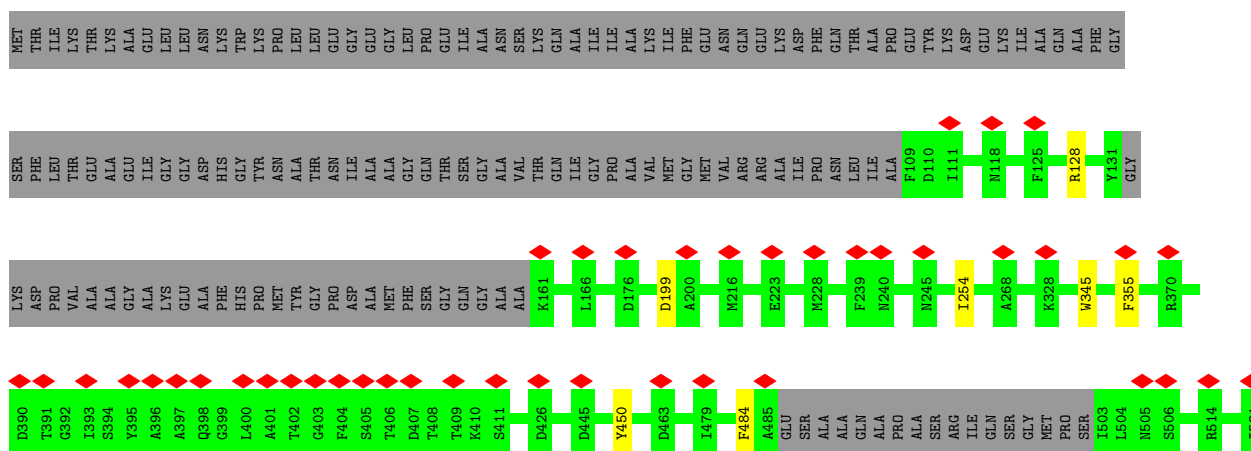 MET THR ILE LYS THR LYS ALA GLU LEU LEU ASN LYS TRP LYS PRO LEU LEU GLU GLY GLU GLY LEU PRO GLU ILE ALA ASN SER LYS GLN ALA ILE ILE ALA LYS ILE PHE GLU ASN GLN GLU LYS ASP PHE GLN THR ALA PRO GLU TYR LYS ASP GLU LYS ILE ALA GLN ALA PHE GLY
SER PHE LEU THR GLU ALA GLU ILE GLY GLY ASP HIS GLY TYR ASN ALA THR ASN ILE ALA ALA GLY GLN THR SER GLY ALA VAL THR GLN ILE GLY PRO ALA VAL MET GLY MET VAL ARG ARG ALA ILE PRO ASN LEU ILE ALA F109 D110 I111 N118 F125 R128 Y131 GLY
LYS ASP PRO VAL ALA ALA GLY ALA LYS GLU ALA PHE HIS PRO MET TYR GLY PRO ASP ALA MET PHE SER GLY GLN GLY ALA ALA K161 L166 D176 D199 A200 M216 E223 M228 F239 N240 N245 I254 A268 K328 W345 F355 R370
D390 T391 G392 I393 S394 Y395 A396 A397 Q398 G399 L400 A401 T402 G403 F404 S405 T406 D407 T408 T409 K410 S411 D426 D445 Y450 D463 I479 F484 A485 GLU SER ALA ALA GLN ALA PRO ALA SER ARG ILE GLN SER GLY MET PRO SER I503 L504 N505 S506 R514